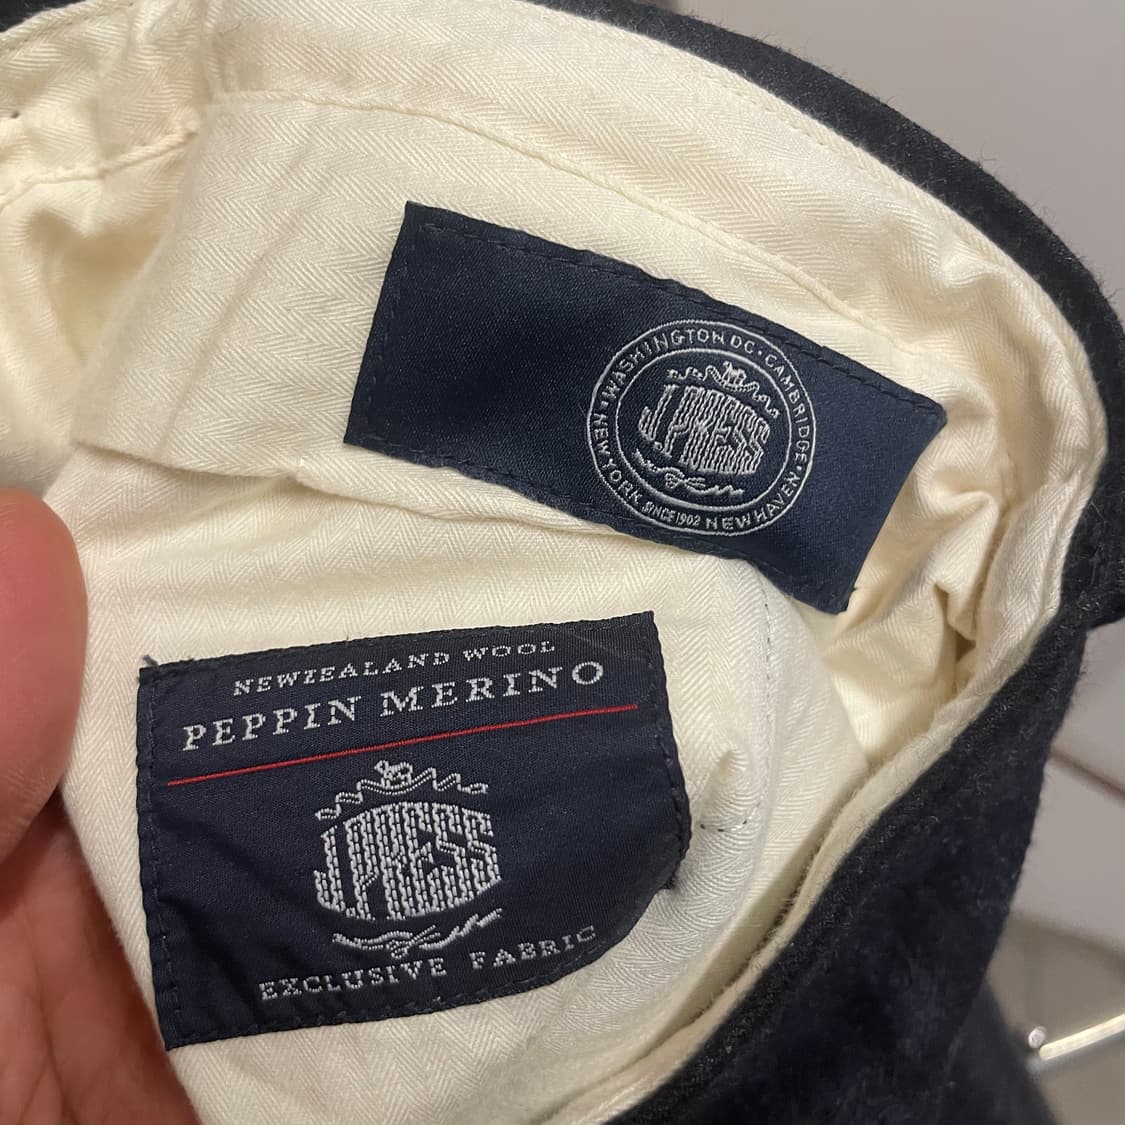 WASHINGTON DC · CAMBRIDGE ·
J.PRESS
· NEW YORK SINCE 1902 NEW HAVEN
NEWZEALAND WOOL
PEPPIN MERINO
J.PRESS
EXCLUSIVE FABRIC